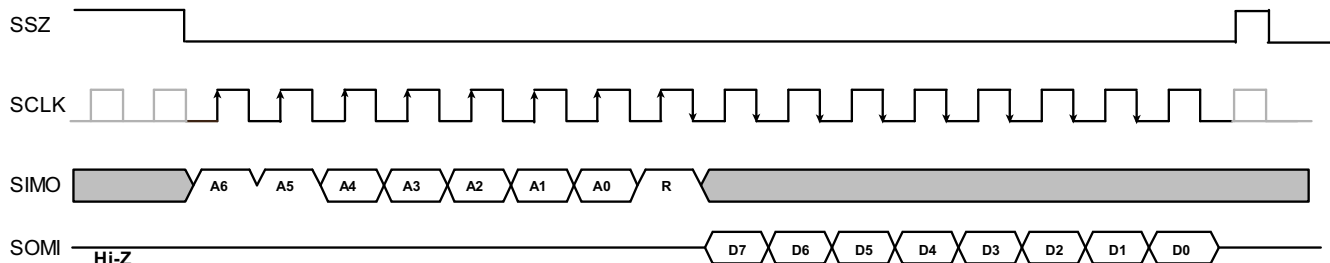 SSZ
SCLK
SIMO A6 A5 A4 A3 A2 A1 A0 R
SOMI Hi-Z D7 D6 D5 D4 D3 D2 D1 D0